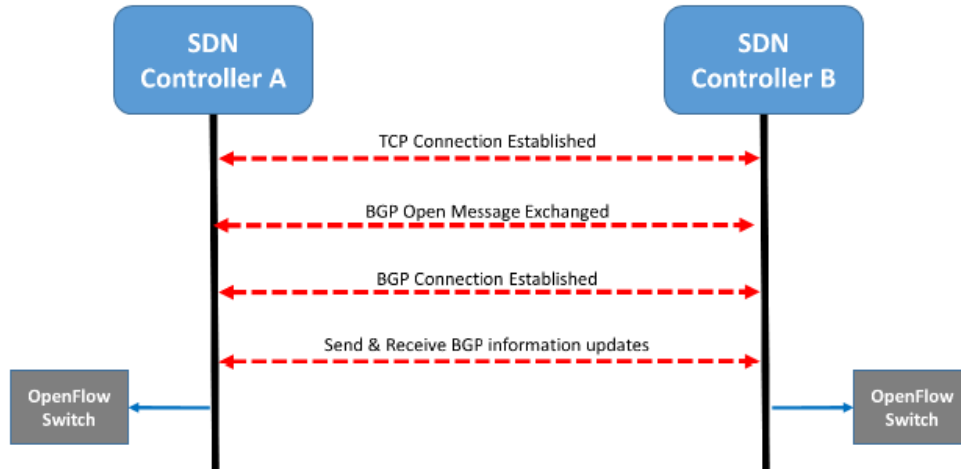 SDN
Controller A
SDN
Controller B
TCP Connection Established
BGP Open Message Exchanged
BGP Connection Established
Send & Receive BGP information updates
OpenFlow
Switch
OpenFlow
Switch